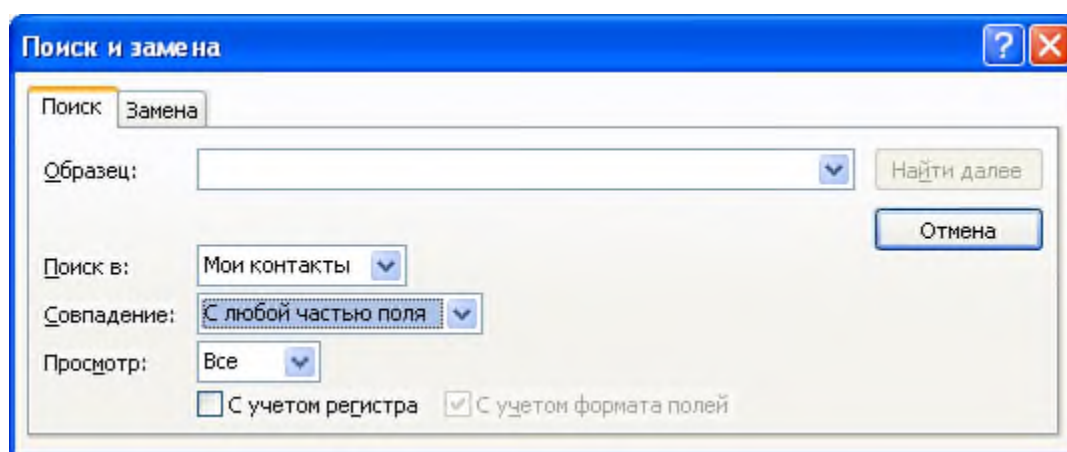 Поиск и замена
Поиск Замена
Образец: Найти далее
Отмена
Поиск в: Мои контакты
Совпадение: С любой частью поля
Просмотр: Все
С учетом регистра С учетом формата полей